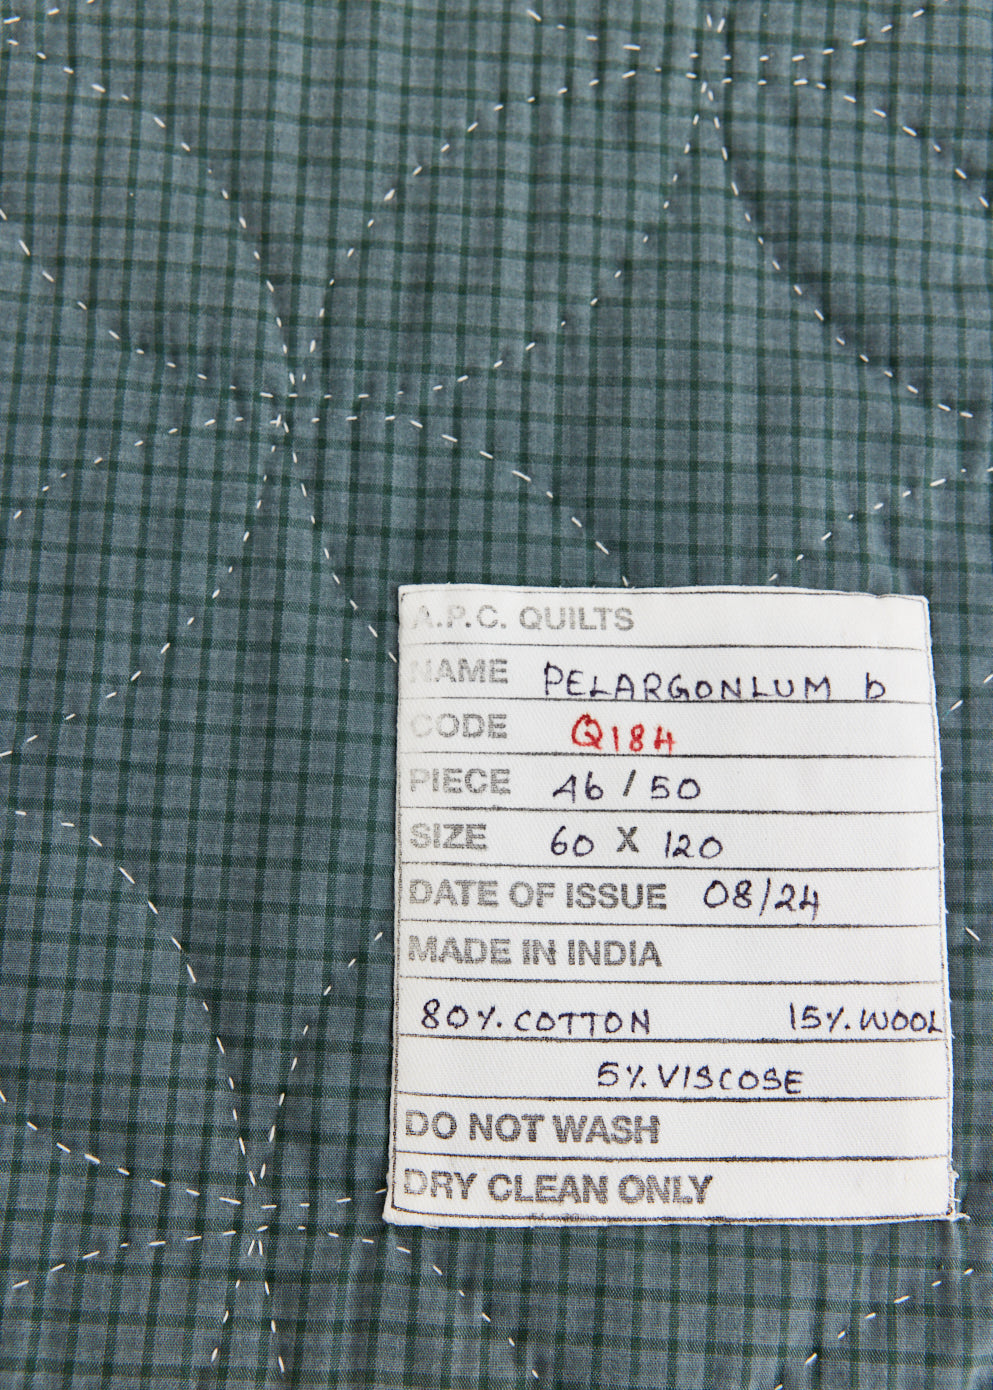 A.P.C. QUILTS
NAME PELARGONLUM b
CODE Q184
PIECE 46 / 50
SIZE 60 X 120
DATE OF ISSUE 08/24
MADE IN INDIA
80%. COTTON 15%. WOOL
5% VISCOSE
DO NOT WASH
DRY CLEAN ONLY